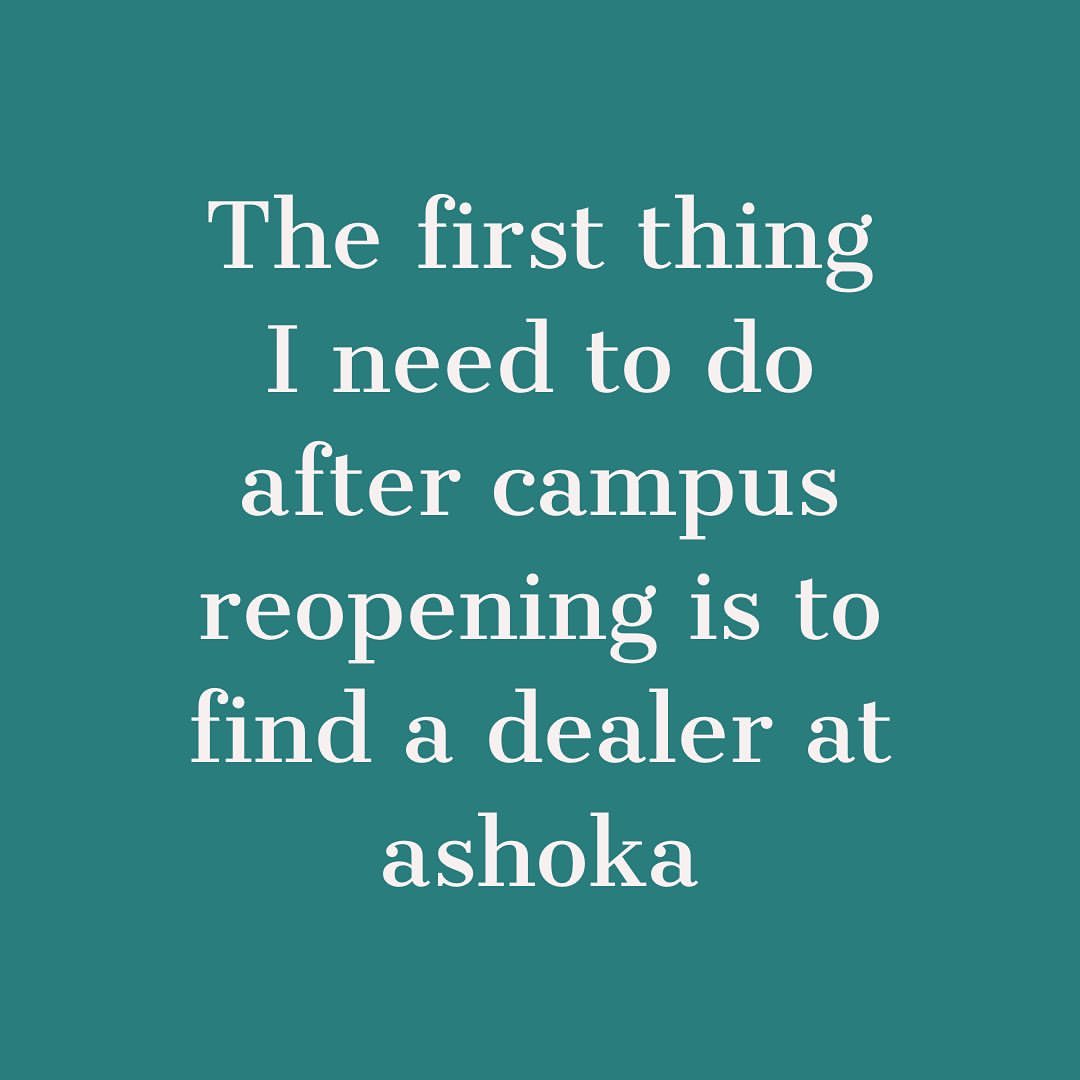 The first thing
I need to do
after campus
reopening is to
find a dealer at
ashoka